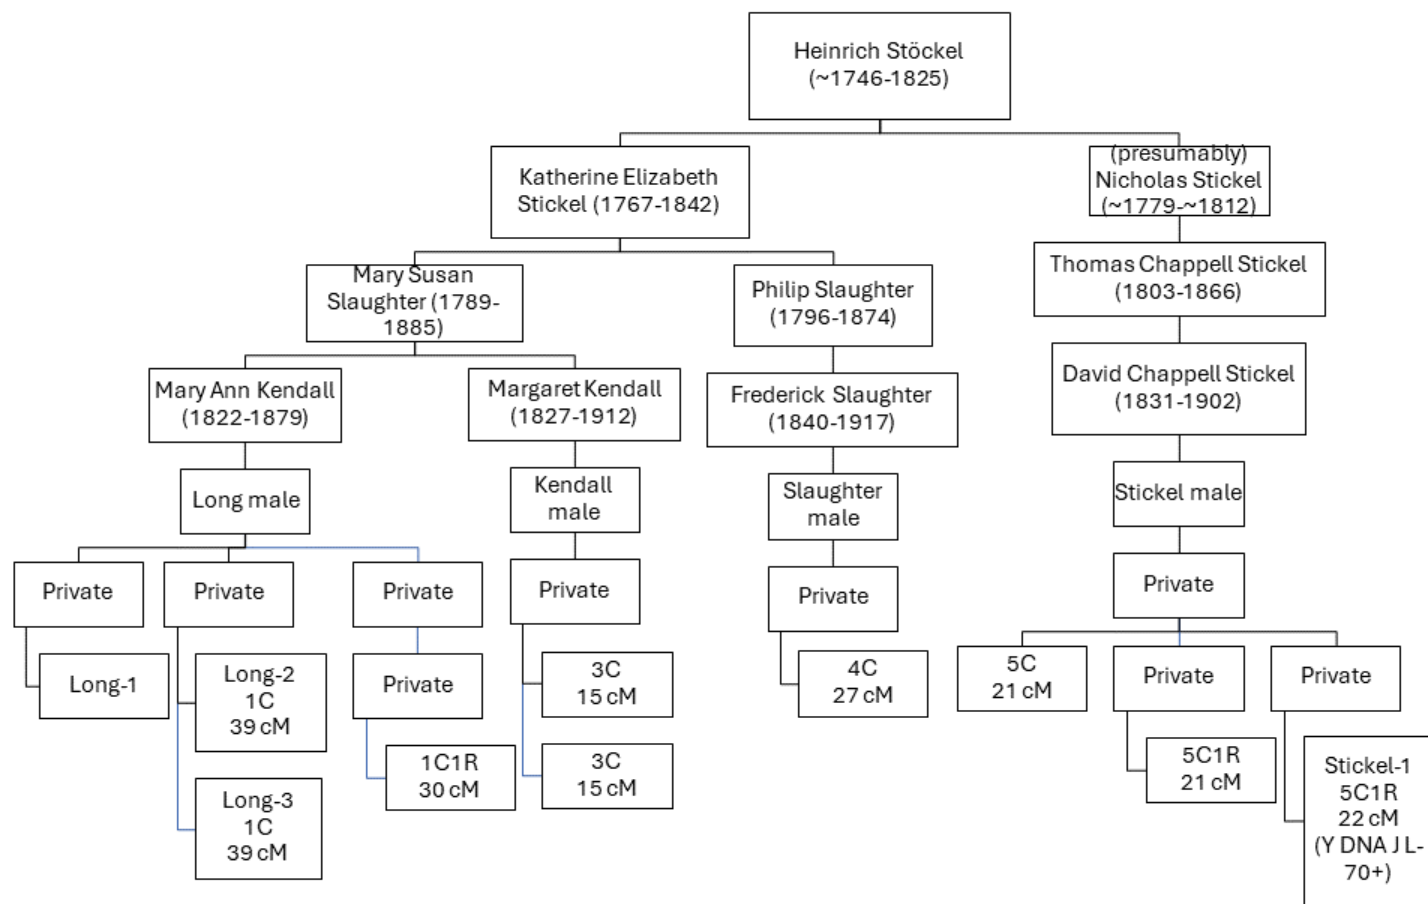 Heinrich Stöckel
(~1746-1825)
Katherine Elizabeth
Stickel (1767-1842)
(presumably)
Nicholas Stickel
(~1779-~1812)
Mary Susan
Slaughter (1789-
1885)
Philip Slaughter
(1796-1874)
Thomas Chappell Stickel
(1803-1866)
Mary Ann Kendall
(1822-1879)
Margaret Kendall
(1827-1912)
Frederick Slaughter
(1840-1917)
David Chappell Stickel
(1831-1902)
Long male
Kendall
male
Slaughter
male
Stickel male
Private
Private
Private
Private
Private
Private
Long-1
Long-2
1C
39 cM
Private
3C
15 cM
4C
27 cM
5C
21 cM
Private
Private
Long-3
1C
39 cM
1C1R
30 cM
3C
15 cM
5C1R
21 cM
Stickel-1
5C1R
22 cM
(Y DNA J L-
70+)